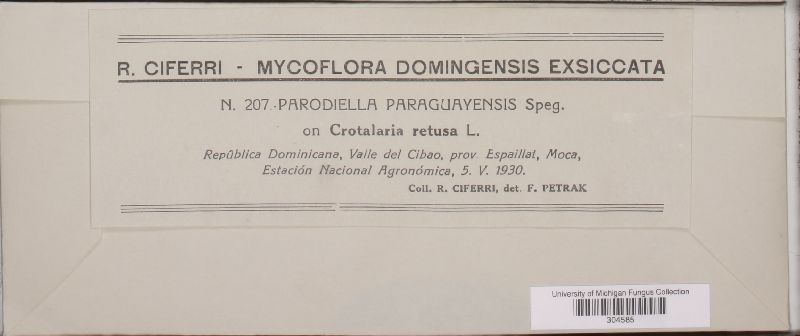 R. CIFERRI - MYCOFLORA DOMINGENSIS EXSICCATA
N. 207.-PARODIELLA PARAGUAYENSIS Speg.
on Crotalaria retusa L.
República Dominicana, Valle del Cibao, prov. Espaillat, Moca,
Estación Nacional Agronómica, 5. V. 1930.
Coll. R. CIFERRI, det. F. PETRAK
University of Michigan Fungus Collection
304585